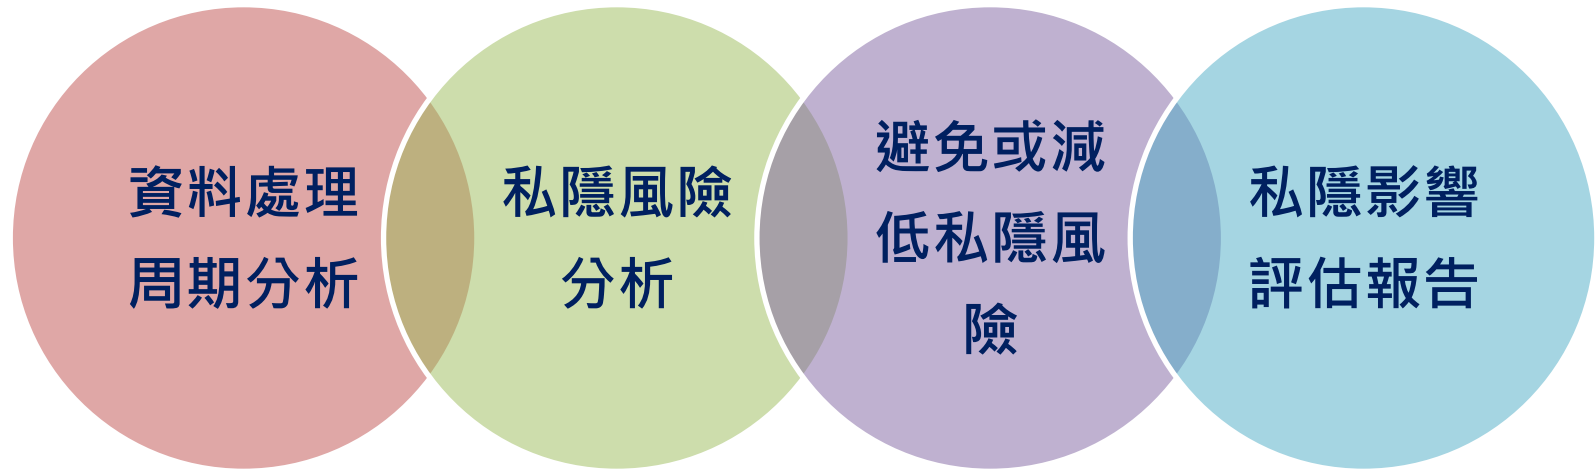 資料處理
周期分析
私隱風險
分析
避免或減
低私隱風
險
私隱影響
評估報告